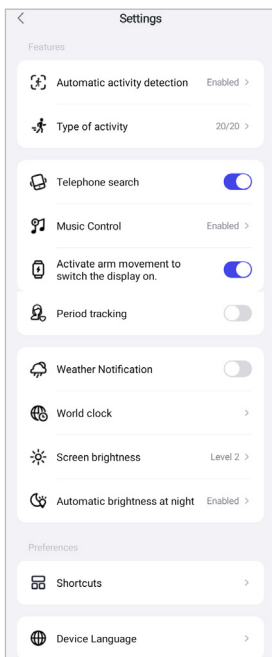 Settings
Features
Automatic activity detection Enabled >
Type of activity 20/20 >
Telephone search
Music Control Enabled >
Activate arm movement to
switch the display on.
Period tracking
Weather Notification
World clock >
Screen brightness Level 2 >
Automatic brightness at night Enabled >
Preferences
Shortcuts >
Device Language >